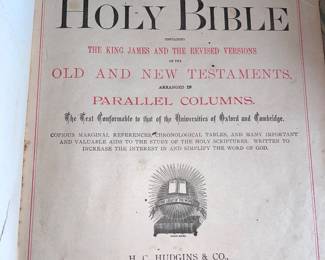 HOLY BIBLE
CONTAINING
THE KING JAMES AND THE REVISED VERSIONS
OF THE
OLD AND NEW TESTAMENTS,
ARRANGED IN
PARALLEL COLUMNS.
The Text Conformable to that of the Universities of Oxford and Cambridge.
COPIOUS MARGINAL REFERENCES, CHRONOLOGICAL TABLES, AND MANY IMPORTANT
AND VALUABLE AIDS TO THE STUDY OF THE HOLY SCRIPTURES. WRITTEN TO
INCREASE THE INTEREST IN AND SIMPLIFY THE WORD OF GOD.
H. C. HUDGINS & CO.,